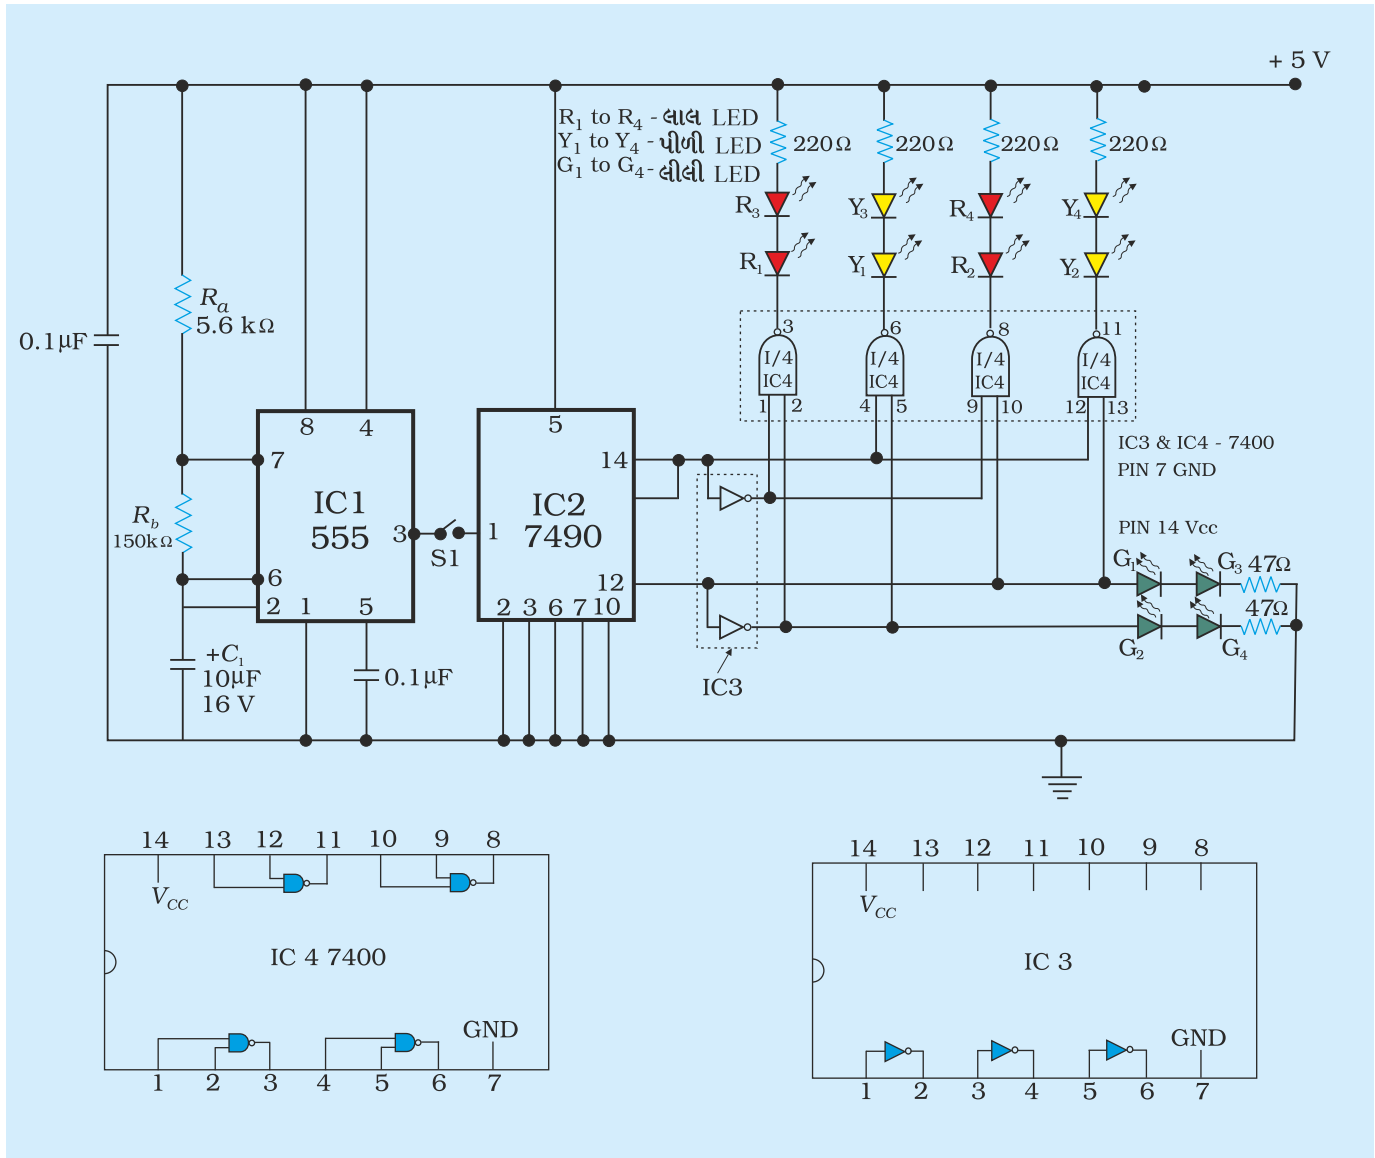 + 5 V
R1 to R4 - લાલ LED
Y1 to Y4 - પીળી LED
G1 to G4 - લીલી LED
220Ω
220Ω
220Ω
220Ω
R3
Y3
R4
Y4
R1
Y1
R2
Y2
Ra
5.6 kΩ
0.1µF
3
6
8
11
I/4
IC4
I/4
IC4
I/4
IC4
I/4
IC4
1
2
4
5
9
10
12
13
8
4
5
7
14
IC3 & IC4 - 7400
PIN 7 GND
PIN 14 Vcc
Rb
150kΩ
IC1
555
3
S1
1
IC2
7490
6
2
1
5
12
2 3 6 7 10
G1
G3
47Ω
47Ω
G2
G4
+C1
10µF
16 V
0.1µF
IC3
14
13
12
11
10
9
8
VCC
IC 4 7400
GND
1
2
3
4
5
6
7
14
13
12
11
10
9
8
VCC
IC 3
GND
1
2
3
4
5
6
7